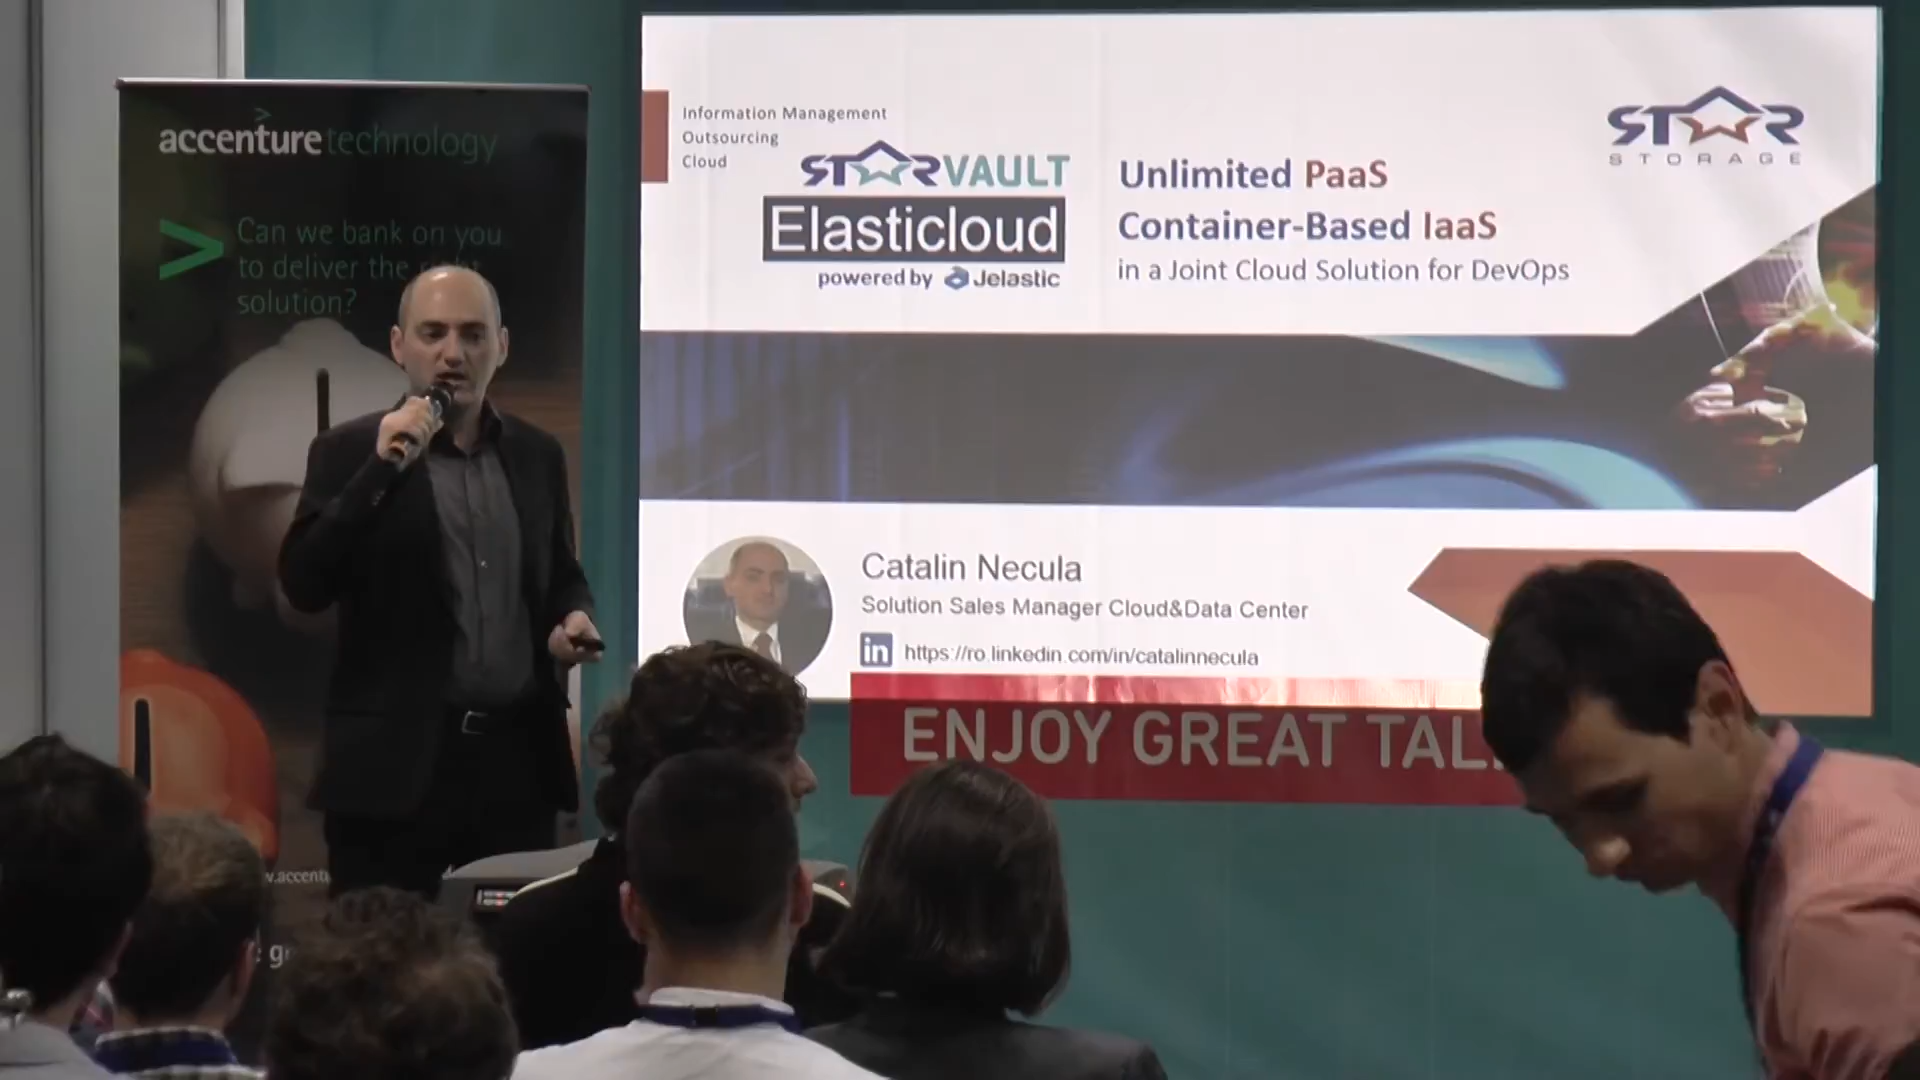 accenturetechnology
Can we bank on you
to deliver the
solution?
Information Management
Outsourcing
Cloud
STARVAULT
Elasticloud
powered by Jelastic
Unlimited PaaS
Container-Based IaaS
in a Joint Cloud Solution for DevOps
STAR
STORAGE
Catalin Necula
Solution Sales Manager Cloud&Data Center
in https://ro.linkedin.com/in/catalinnecula
ENJOY GREAT TAL